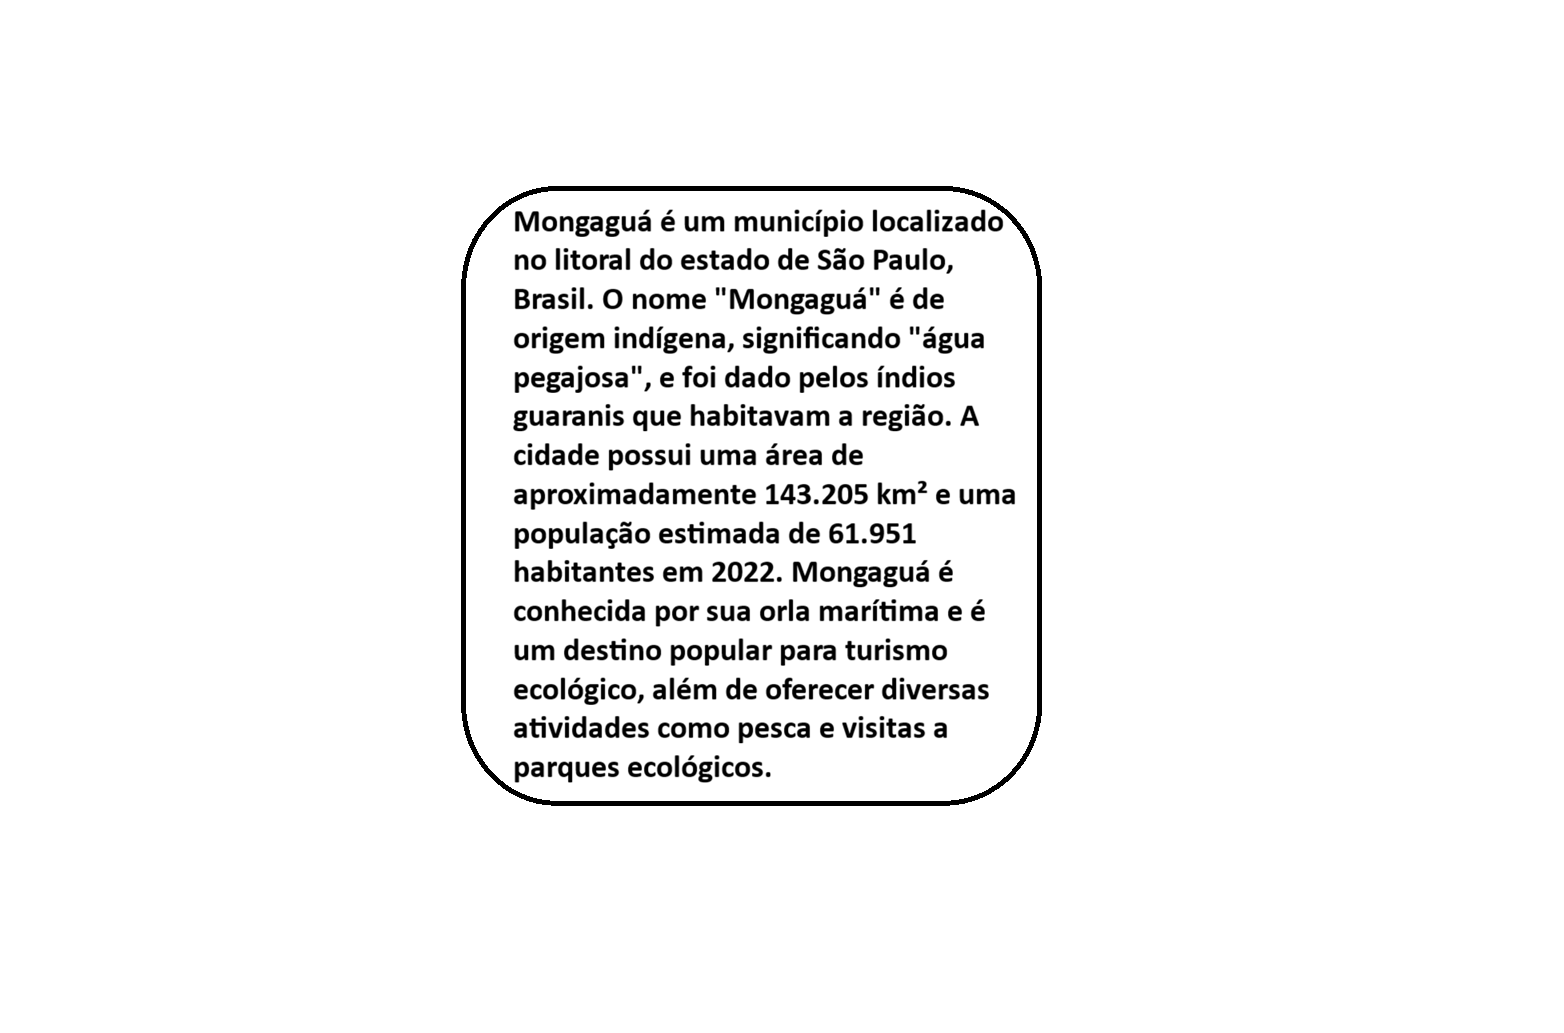 Mongaguá é um município localizado
no litoral do estado de São Paulo,
Brasil. O nome "Mongaguá" é de
origem indígena, significando "água
pegajosa", e foi dado pelos índios
guaranis que habitavam a região. A
cidade possui uma área de
aproximadamente 143.205 km² e uma
população estimada de 61.951
habitantes em 2022. Mongaguá é
conhecida por sua orla marítima e é
um destino popular para turismo
ecológico, além de oferecer diversas
atividades como pesca e visitas a
parques ecológicos.